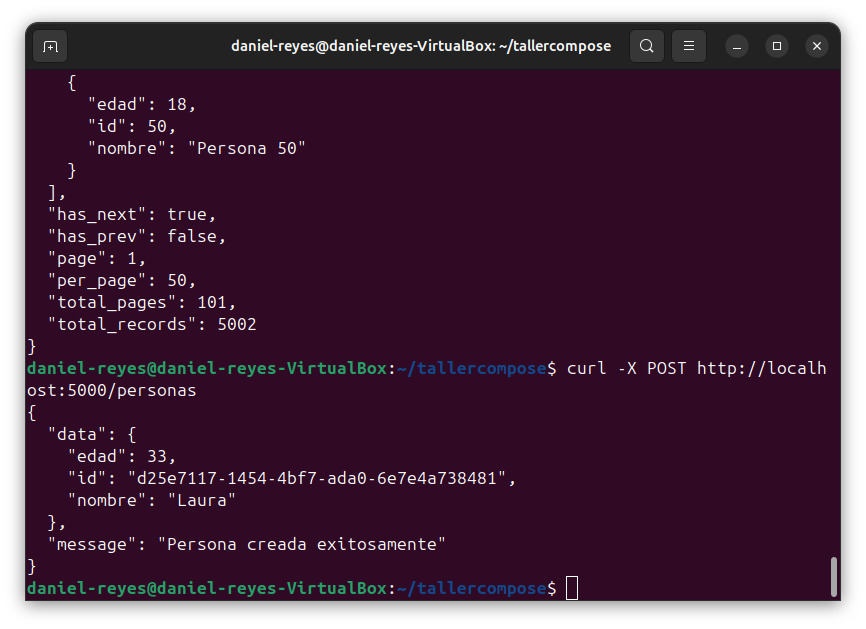 daniel-reyes@daniel-reyes-VirtualBox: ~/tallercompose
    {
      "edad": 18,
      "id": 50,
      "nombre": "Persona 50"
    }
  ],
  "has_next": true,
  "has_prev": false,
  "page": 1,
  "per_page": 50,
  "total_pages": 101,
  "total_records": 5002
}
daniel-reyes@daniel-reyes-VirtualBox:~/tallercompose$ curl -X POST http://localh
ost:5000/personas
{
  "data": {
    "edad": 33,
    "id": "d25e7117-1454-4bf7-ada0-6e7e4a738481",
    "nombre": "Laura"
  },
  "message": "Persona creada exitosamente"
}
daniel-reyes@daniel-reyes-VirtualBox:~/tallercompose$